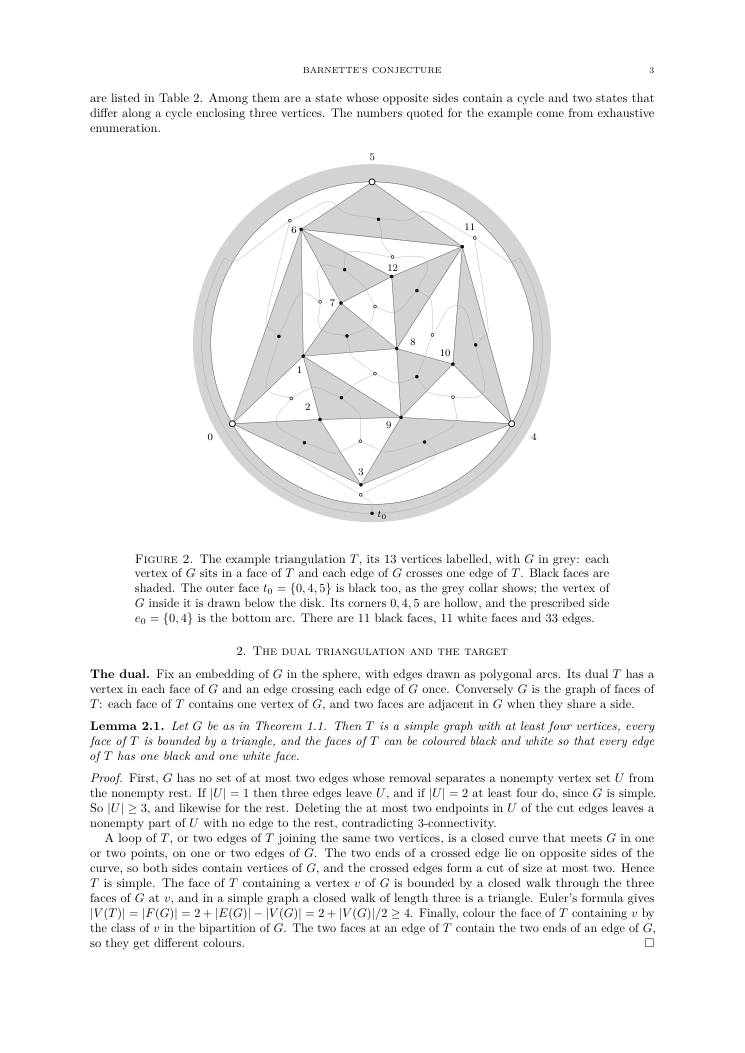 BARNETTE'S CONJECTURE 3
are listed in Table 2. Among them are a state whose opposite sides contain a cycle and two states that
differ along a cycle enclosing three vertices. The numbers quoted for the example come from exhaustive
enumeration.
5
6
11
12
7
8
10
1
2
9
0
4
3
t₀
FIGURE 2. The example triangulation T, its 13 vertices labelled, with G in grey: each
vertex of G sits in a face of T and each edge of G crosses one edge of T. Black faces are
shaded. The outer face t₀ = {0, 4, 5} is black too, as the grey collar shows; the vertex of
G inside it is drawn below the disk. Its corners 0, 4, 5 are hollow, and the prescribed side
e₀ = {0, 4} is the bottom arc. There are 11 black faces, 11 white faces and 33 edges.
2. THE DUAL TRIANGULATION AND THE TARGET
The dual. Fix an embedding of G in the sphere, with edges drawn as polygonal arcs. Its dual T has a
vertex in each face of G and an edge crossing each edge of G once. Conversely G is the graph of faces of
T: each face of T contains one vertex of G, and two faces are adjacent in G when they share a side.
Lemma 2.1. Let G be as in Theorem 1.1. Then T is a simple graph with at least four vertices, every
face of T is bounded by a triangle, and the faces of T can be coloured black and white so that every edge
of T has one black and one white face.
Proof. First, G has no set of at most two edges whose removal separates a nonempty vertex set U from
the nonempty rest. If |U| = 1 then three edges leave U, and if |U| = 2 at least four do, since G is simple.
So |U| ≥ 3, and likewise for the rest. Deleting the at most two endpoints in U of the cut edges leaves a
nonempty part of U with no edge to the rest, contradicting 3-connectivity.
A loop of T, or two edges of T joining the same two vertices, is a closed curve that meets G in one
or two points, on one or two edges of G. The two ends of a crossed edge lie on opposite sides of the
curve, so both sides contain vertices of G, and the crossed edges form a cut of size at most two. Hence
T is simple. The face of T containing a vertex v of G is bounded by a closed walk through the three
faces of G at v, and in a simple graph a closed walk of length three is a triangle. Euler's formula gives
|V(T)| = |F(G)| = 2 + |E(G)| − |V(G)| = 2 + |V(G)|/2 ≥ 4. Finally, colour the face of T containing v by
the class of v in the bipartition of G. The two faces at an edge of T contain the two ends of an edge of G,
so they get different colours. □